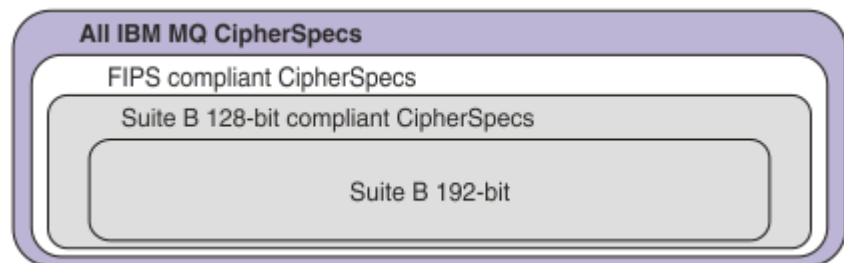 All IBM MQ CipherSpecs
FIPS compliant CipherSpecs
Suite B 128-bit compliant CipherSpecs
Suite B 192-bit